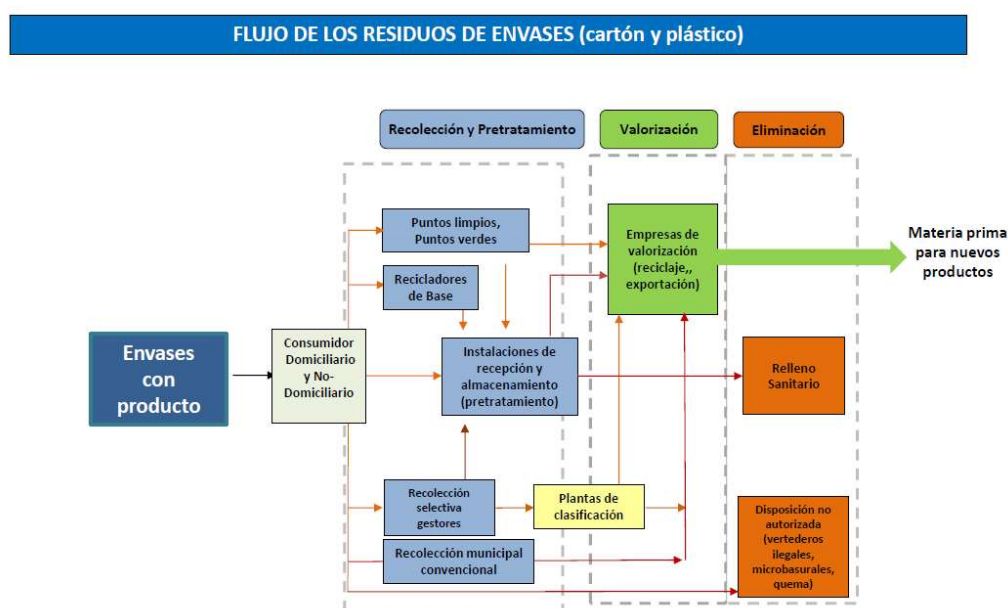 FLUJO DE LOS RESIDUOS DE ENVASES (cartón y plástico)
Recolección y Pretratamiento
Valorización
Eliminación
Puntos limpios,
Puntos verdes
Empresas de
valorización
(reciclaje,,
exportación)
Materia prima
para nuevos
productos
Recicladores
de Base
Envases
con
producto
Consumidor
Domiciliario
y No-
Domiciliario
Instalaciones de
recepción y
almacenamiento
(pretratamiento)
Relleno
Sanitario
Recolección
selectiva
gestores
Plantas de
clasificación
Disposición no
autorizada
(vertederos
ilegales,
microbasurales,
quema)
Recolección municipal
convencional